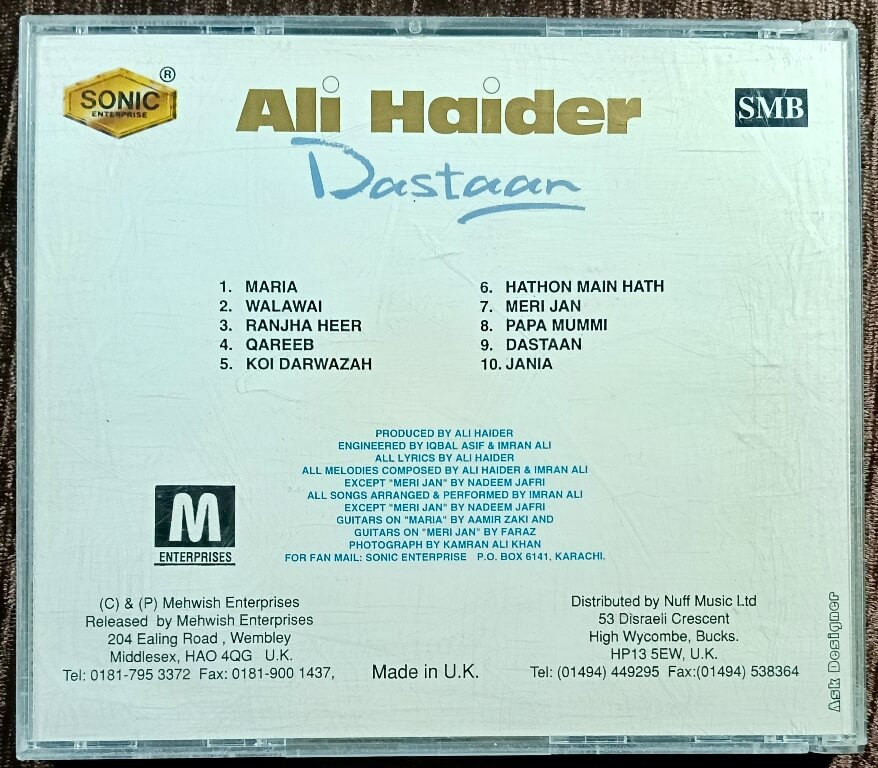 SONIC ®
ENTERPRISE
Ali Haider
SMB
Dastaan
1. MARIA
2. WALAWAI
3. RANJHA HEER
4. QAREEB
5. KOI DARWAZAH
6. HATHON MAIN HATH
7. MERI JAN
8. PAPA MUMMI
9. DASTAAN
10. JANIA
PRODUCED BY ALI HAIDER
ENGINEERED BY IQBAL ASIF & IMRAN ALI
ALL LYRICS BY ALI HAIDER
ALL MELODIES COMPOSED BY ALI HAIDER & IMRAN ALI
EXCEPT "MERI JAN" BY NADEEM JAFRI
ALL SONGS ARRANGED & PERFORMED BY IMRAN ALI
EXCEPT "MERI JAN" BY NADEEM JAFRI
GUITARS ON "MARIA" BY AAMIR ZAKI AND
GUITARS ON "MERI JAN" BY FARAZ
PHOTOGRAPH BY KAMRAN ALI KHAN
FOR FAN MAIL: SONIC ENTERPRISE P.O. BOX 6141, KARACHI.
M
ENTERPRISES
(C) & (P) Mehwish Enterprises
Released by Mehwish Enterprises
204 Ealing Road , Wembley
Middlesex, HAO 4QG U.K.
Tel: 0181-795 3372 Fax: 0181-900 1437,
Made in U.K.
Distributed by Nuff Music Ltd
53 Disraeli Crescent
High Wycombe, Bucks.
HP13 5EW, U.K.
Tel: (01494) 449295 Fax:(01494) 538364
Ask Designer